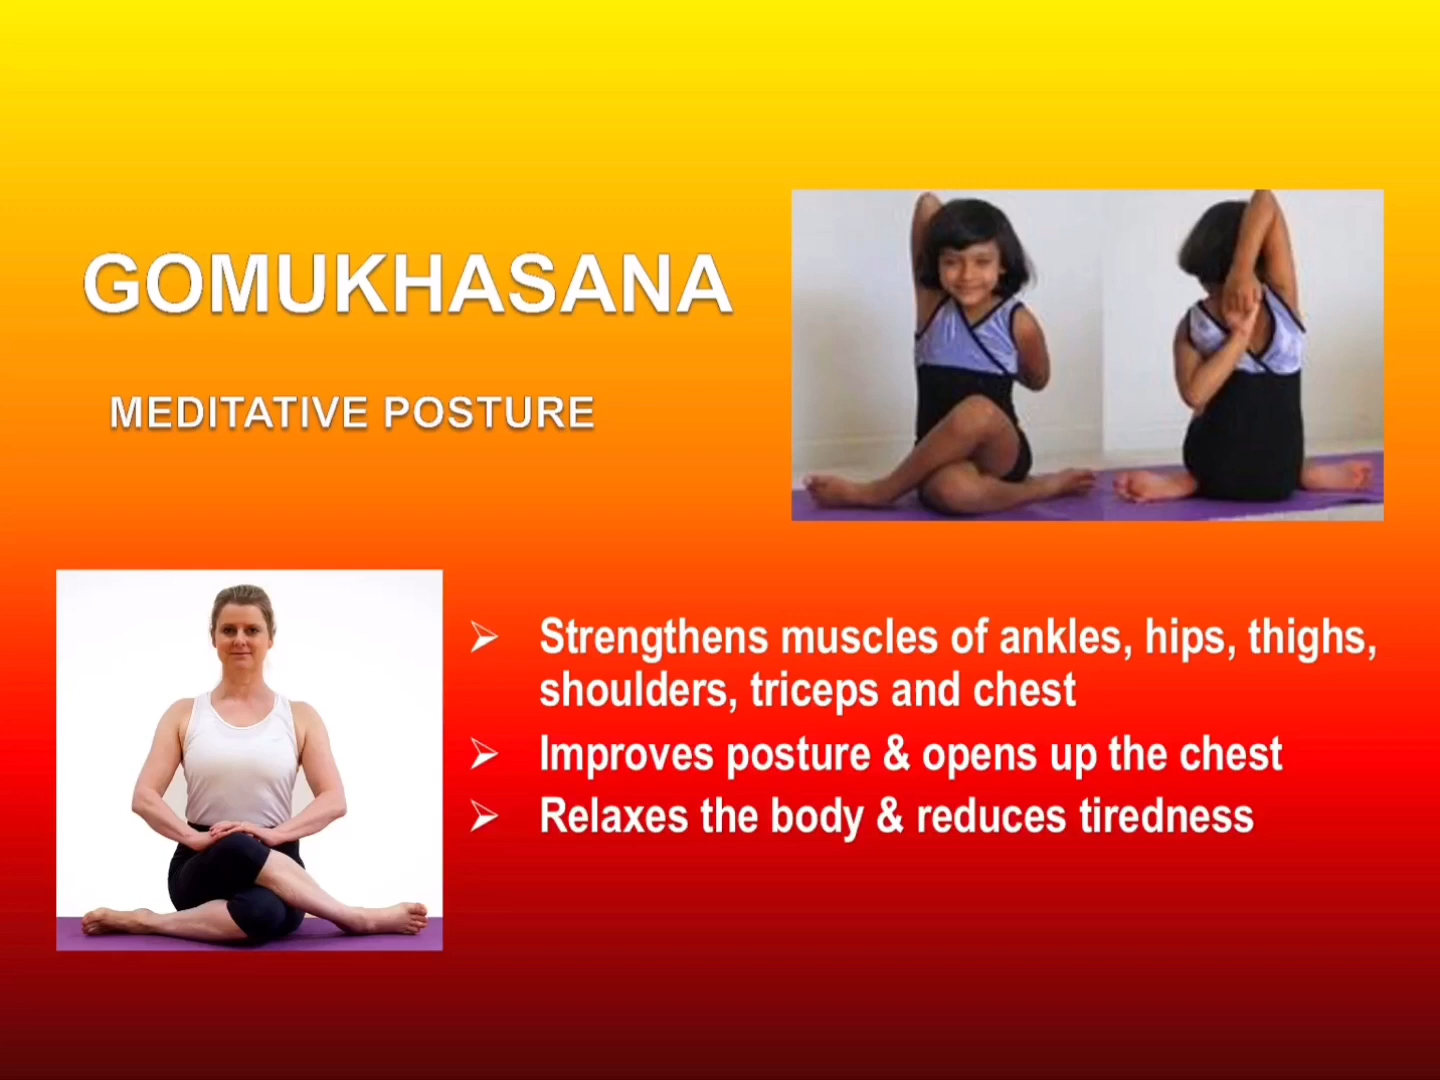 GOMUKHASANA
MEDITATIVE POSTURE
Strengthens muscles of ankles, hips, thighs,
shoulders, triceps and chest
Improves posture & opens up the chest
Relaxes the body & reduces tiredness